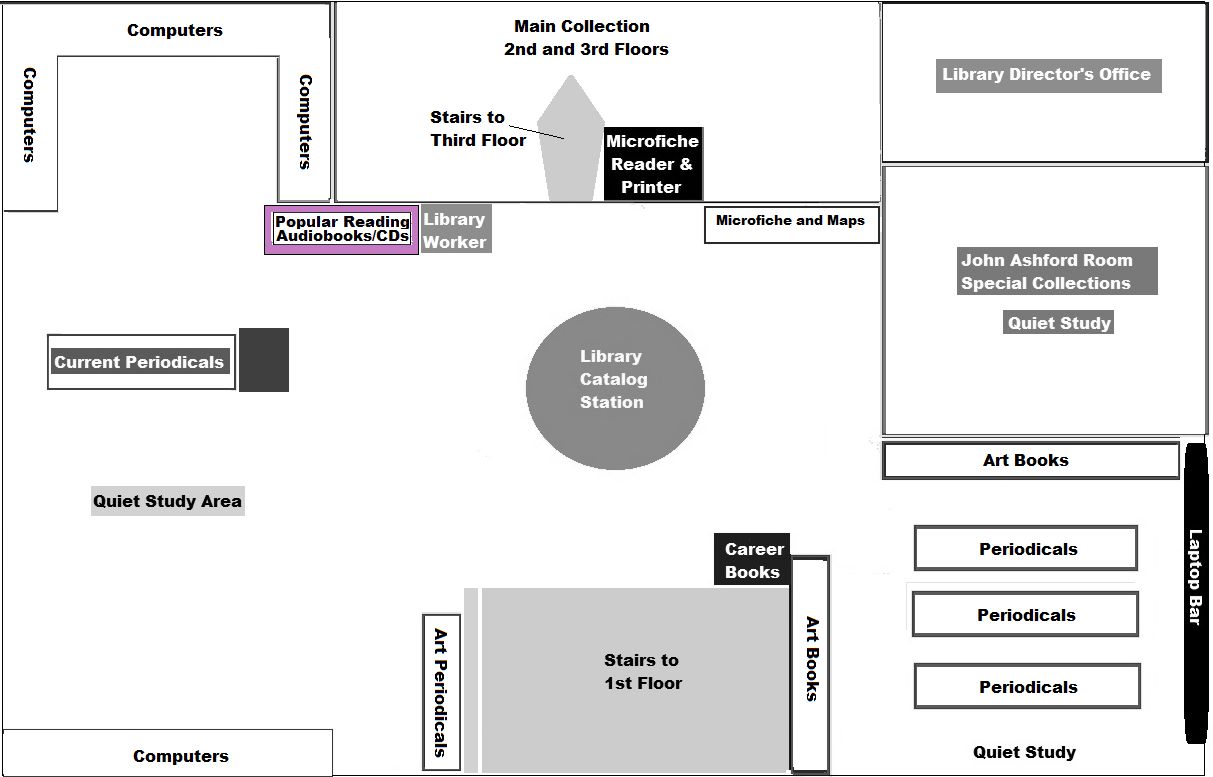 Computers
Computers
Computers
Main Collection
2nd and 3rd Floors
Stairs to
Third Floor
Microfiche
Reader &
Printer
Library Director's Office
Popular Reading
Audiobooks/CDs
Library
Worker
Microfiche and Maps
John Ashford Room
Special Collections
Quiet Study
Current Periodicals
Library
Catalog
Station
Art Books
Quiet Study Area
Career
Books
Periodicals
Periodicals
Periodicals
Laptop Bar
Art Periodicals
Stairs to
1st Floor
Art Books
Computers
Quiet Study